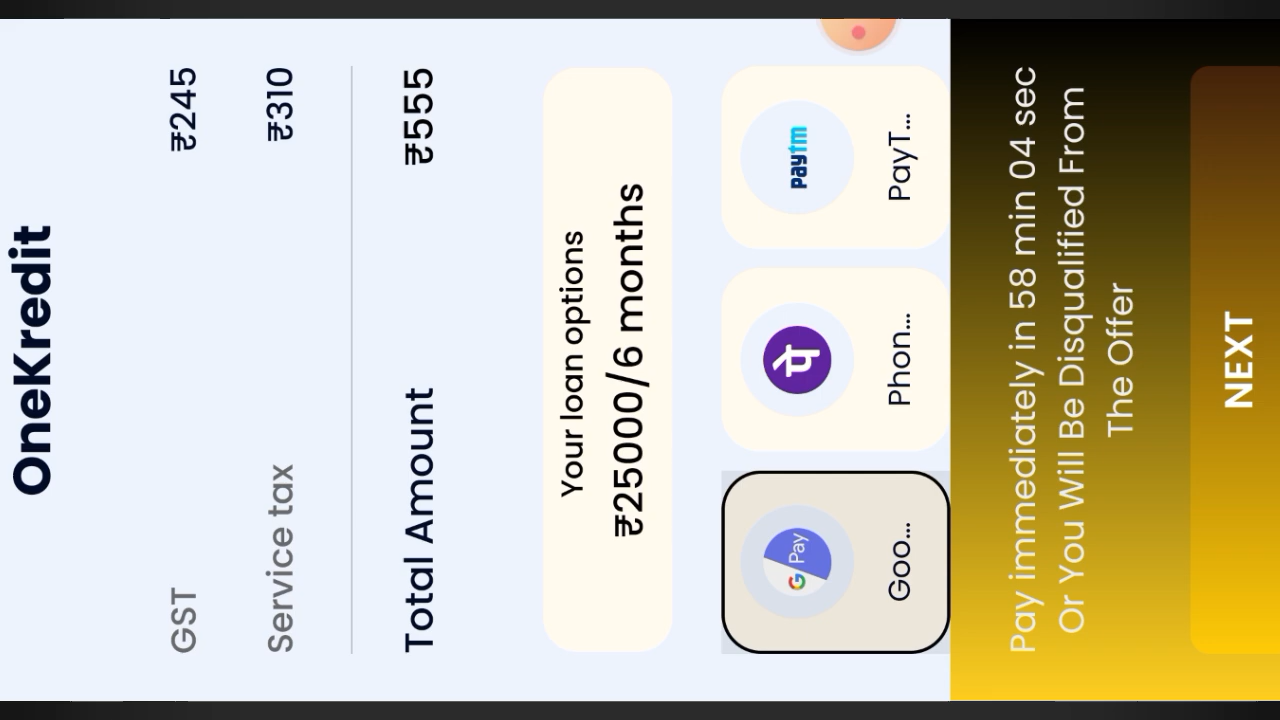 OneKredit
GST ₹245
Service tax ₹310
Total Amount ₹555
Your loan options
₹25000/6 months
G Pay
Goo...
पे
Phon...
paytm
PayT...
Pay immediately in 58 min 04 sec
Or You Will Be Disqualified From
The Offer
NEXT